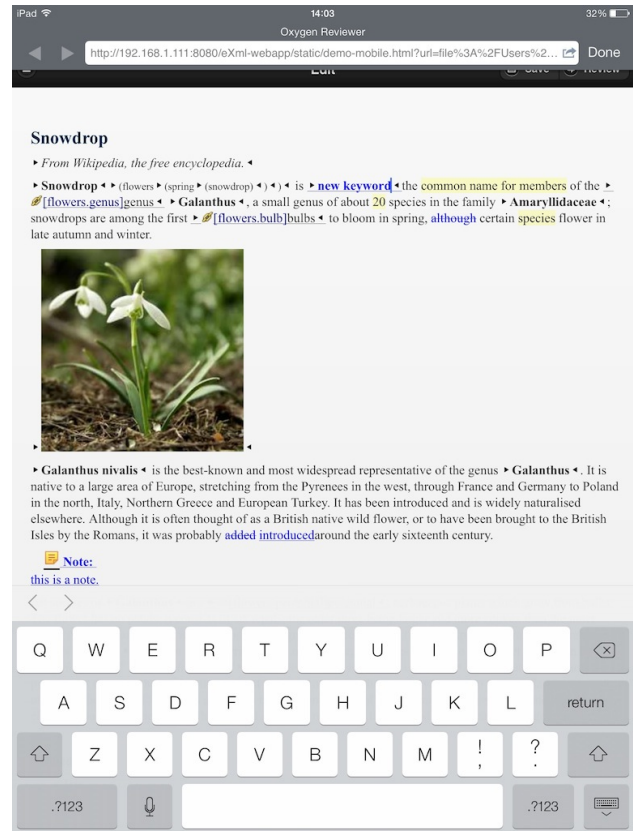 iPad 14:03 32%
Oxygen Reviewer
http://192.168.1.111:8080/eXml-webapp/static/demo-mobile.html?url=file%3A%2FUsers%2... Done
Edit Save Review
Snowdrop
From Wikipedia, the free encyclopedia.
Snowdrop (flowers (spring (snowdrop) ) ) is new keyword the common name for members of the
[flowers.genus]genus Galanthus , a small genus of about 20 species in the family Amaryllidaceae ;
snowdrops are among the first [flowers.bulb]bulbs to bloom in spring, although certain species flower in
late autumn and winter.
Galanthus nivalis is the best-known and most widespread representative of the genus Galanthus . It is
native to a large area of Europe, stretching from the Pyrenees in the west, through France and Germany to Poland
in the north, Italy, Northern Greece and European Turkey. It has been introduced and is widely naturalised
elsewhere. Although it is often thought of as a British native wild flower, or to have been brought to the British
Isles by the Romans, it was probably added introducedaround the early sixteenth century.
Note:
this is a note.
Q W E R T Y U I O P
A S D F G H J K L return
Z X C V B N M ! , ? .
.?123 .?123